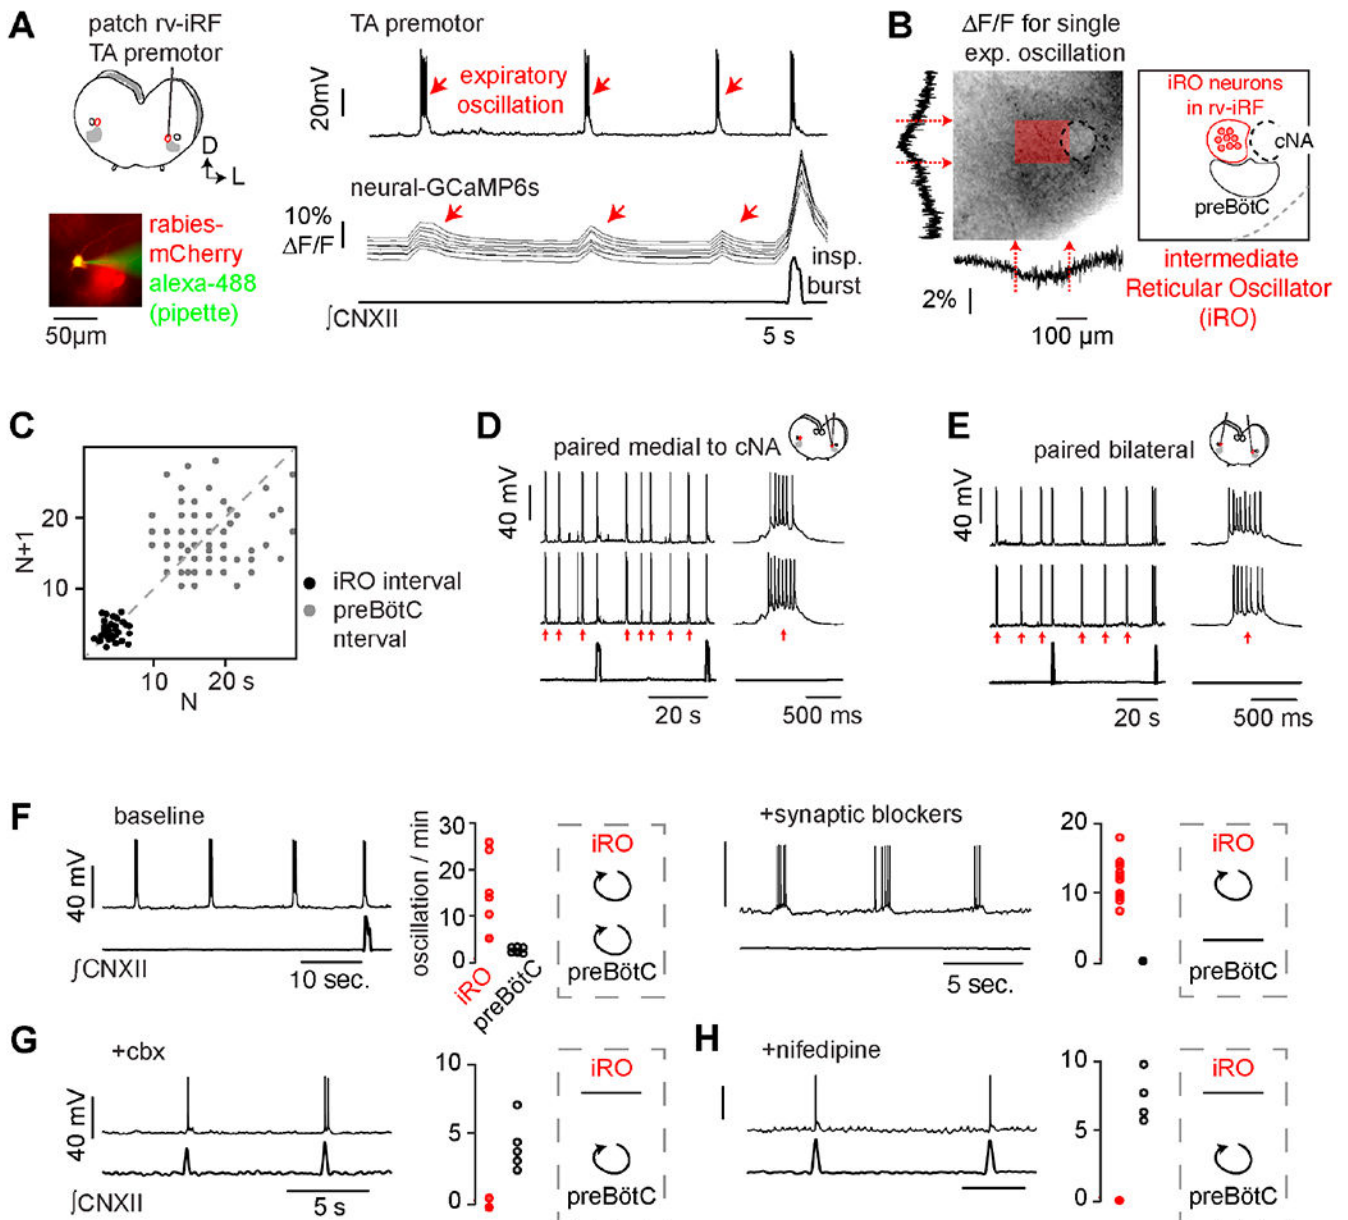 A
patch rv-iRF
TA premotor
D
L
rabies-
mCherry
alexa-488
(pipette)
50µm
TA premotor
20mV
expiratory
oscillation
neural-GCaMP6s
10%
ΔF/F
insp.
burst
∫CNXII
5 s
B
ΔF/F for single
exp. oscillation
2%
100 µm
iRO neurons
in rv-iRF
cNA
preBötC
intermediate
Reticular Oscillator
(iRO)
C
N+1
20
10
10
20 s
N
iRO interval
preBötC
nterval
D
paired medial to cNA
40 mV
20 s
500 ms
E
paired bilateral
40 mV
20 s
500 ms
F
baseline
40 mV
∫CNXII
10 sec.
oscillation / min
30
20
10
0
iRO
preBötC
iRO
preBötC
+synaptic blockers
5 sec.
20
10
0
iRO
preBötC
G
+cbx
40 mV
∫CNXII
5 s
10
5
0
iRO
preBötC
H
+nifedipine
10
5
0
iRO
preBötC